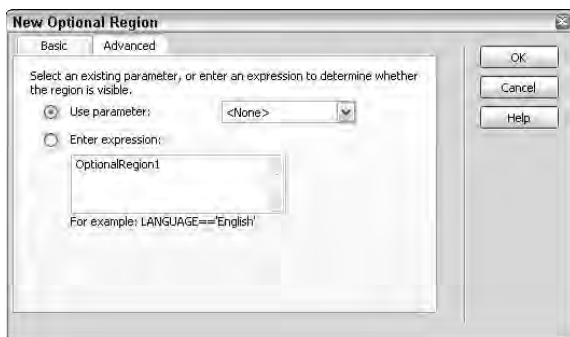 New Optional Region
Basic
Advanced
Select an existing parameter, or enter an expression to determine whether
the region is visible.
Use parameter:
<None>
Enter expression:
OptionalRegion1
For example: LANGUAGE=='English'
OK
Cancel
Help